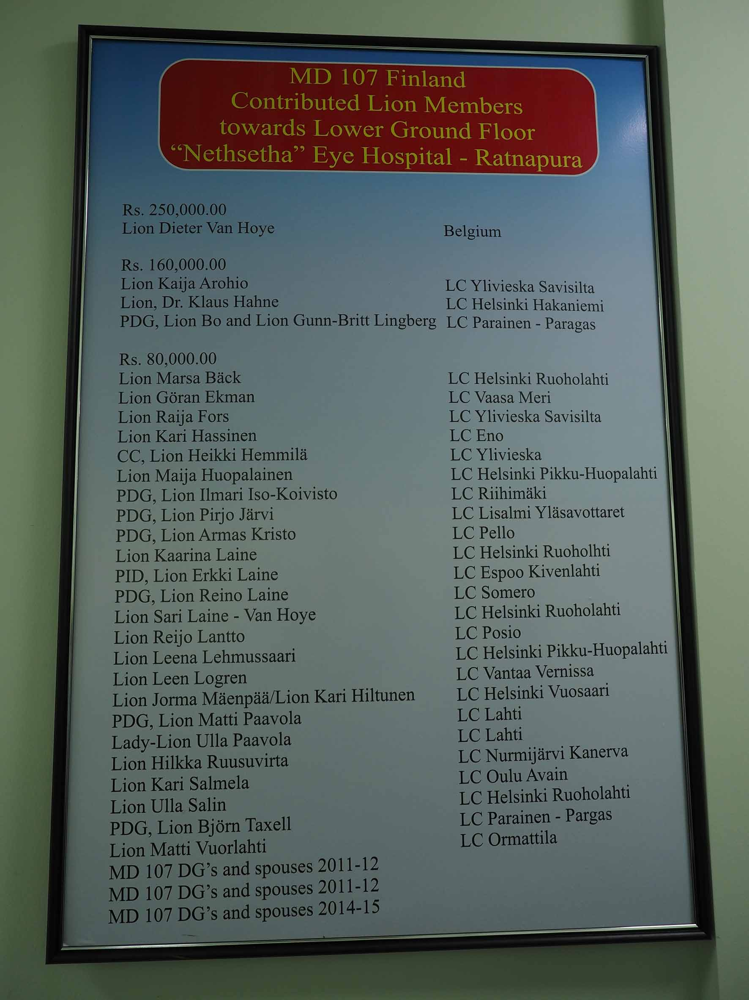 MD 107 Finland
Contributed Lion Members
towards Lower Ground Floor
“Nethsetha” Eye Hospital - Ratnapura
Rs. 250,000.00
Lion Dieter Van Hoye Belgium
Rs. 160,000.00
Lion Kaija Arohio LC Ylivieska Savisilta
Lion, Dr. Klaus Hahne LC Helsinki Hakaniemi
PDG, Lion Bo and Lion Gunn-Britt Lingberg LC Parainen - Paragas
Rs. 80,000.00
Lion Marsa Bäck LC Helsinki Ruoholahti
Lion Göran Ekman LC Vaasa Meri
Lion Raija Fors LC Ylivieska Savisilta
Lion Kari Hassinen LC Eno
CC, Lion Heikki Hemmilä LC Ylivieska
Lion Maija Huopalainen LC Helsinki Pikku-Huopalahti
PDG, Lion Ilmari Iso-Koivisto LC Riihimäki
PDG, Lion Pirjo Järvi LC Lisalmi Yläsavottaret
PDG, Lion Armas Kristo LC Pello
Lion Kaarina Laine LC Helsinki Ruoholhti
PID, Lion Erkki Laine LC Espoo Kivenlahti
PDG, Lion Reino Laine LC Somero
Lion Sari Laine - Van Hoye LC Helsinki Ruoholahti
Lion Reijo Lantto LC Posio
Lion Leena Lehmussaari LC Helsinki Pikku-Huopalahti
Lion Leen Logren LC Vantaa Vernissa
Lion Jorma Mäenpää/Lion Kari Hiltunen LC Helsinki Vuosaari
PDG, Lion Matti Paavola LC Lahti
Lady-Lion Ulla Paavola LC Lahti
Lion Hilkka Ruusuvirta LC Nurmijärvi Kanerva
Lion Kari Salmela LC Oulu Avain
Lion Ulla Salin LC Helsinki Ruoholahti
PDG, Lion Björn Taxell LC Parainen - Pargas
Lion Matti Vuorlahti LC Ormattila
MD 107 DG’s and spouses 2011-12
MD 107 DG’s and spouses 2011-12
MD 107 DG’s and spouses 2014-15